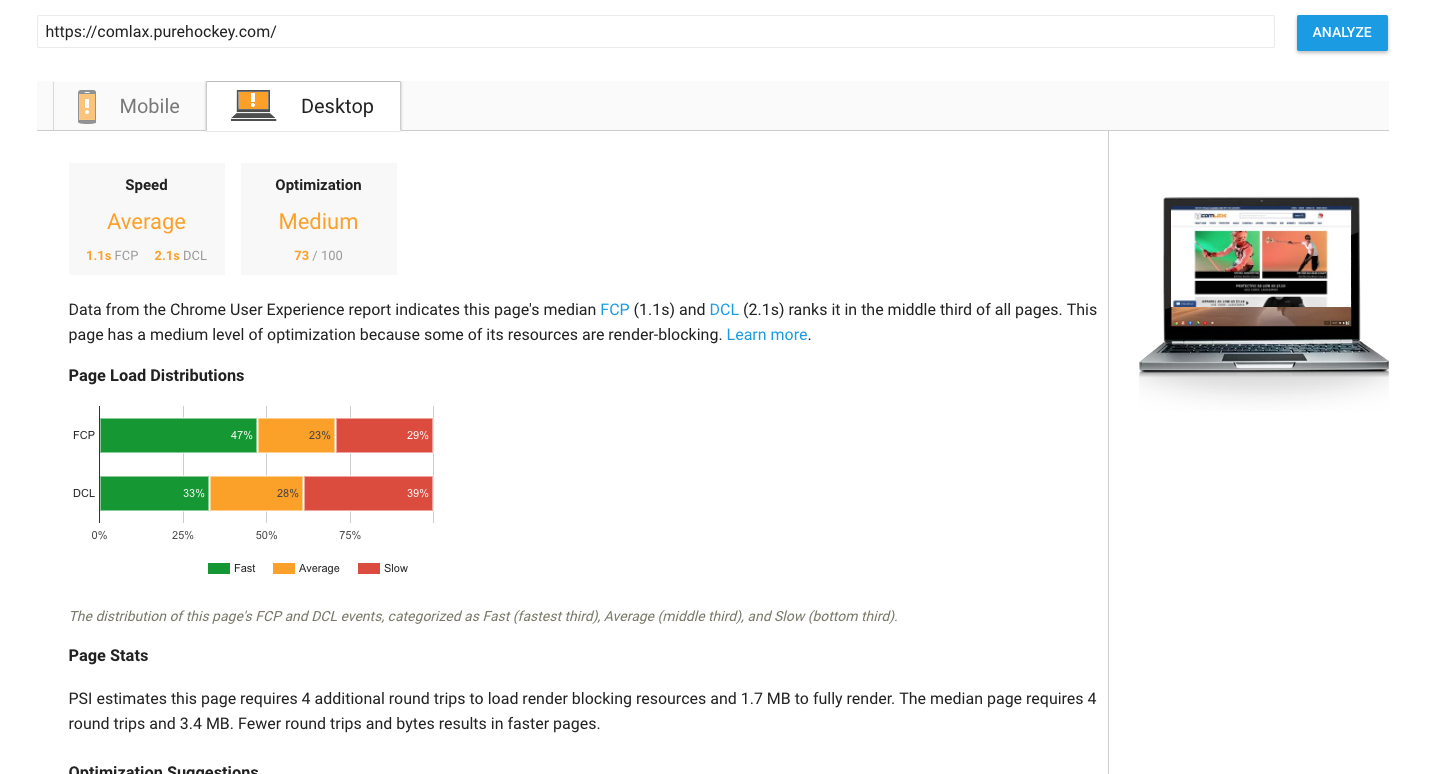 https://comlax.purehockey.com/
ANALYZE
Mobile
Desktop
Speed
Average
1.1s FCP 2.1s DCL
Optimization
Medium
73 / 100
Data from the Chrome User Experience report indicates this page's median FCP (1.1s) and DCL (2.1s) ranks it in the middle third of all pages. This
page has a medium level of optimization because some of its resources are render-blocking. Learn more.
Page Load Distributions
FCP 47% 23% 29%
DCL 33% 28% 39%
0% 25% 50% 75%
Fast Average Slow
The distribution of this page's FCP and DCL events, categorized as Fast (fastest third), Average (middle third), and Slow (bottom third).
Page Stats
PSI estimates this page requires 4 additional round trips to load render blocking resources and 1.7 MB to fully render. The median page requires 4
round trips and 3.4 MB. Fewer round trips and bytes results in faster pages.
Optimization Suggestions
COMLAX